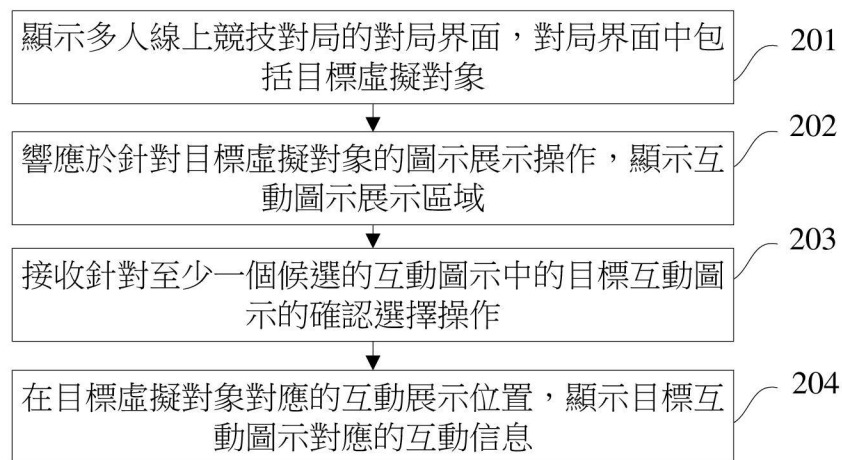 顯示多人線上競技對局的對局界面，對局界面中包
括目標虛擬對象
201
響應於針對目標虛擬對象的圖示展示操作，顯示互
動圖示展示區域
202
接收針對至少一個候選的互動圖示中的目標互動圖
示的確認選擇操作
203
在目標虛擬對象對應的互動展示位置，顯示目標互
動圖示對應的互動信息
204